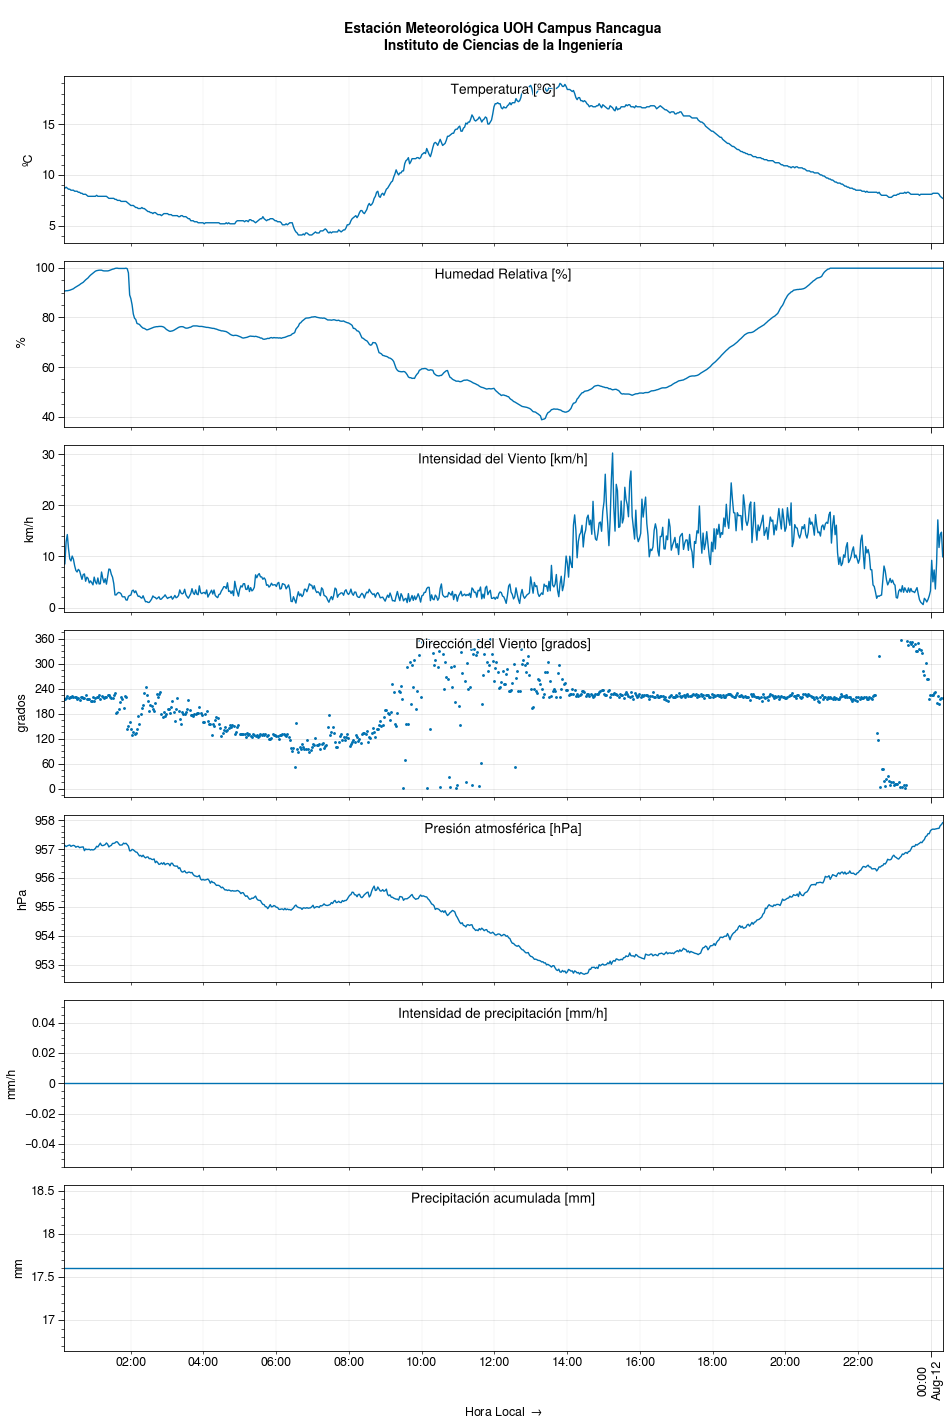 Estación Meteorológica UOH Campus Rancagua
Instituto de Ciencias de la Ingeniería
Temperatura [ºC]
15
10
5
ºC
Humedad Relativa [%]
100
80
60
40
%
Intensidad del Viento [km/h]
30
20
10
0
km/h
Dirección del Viento [grados]
360
300
240
180
120
60
0
grados
Presión atmosférica [hPa]
958
957
956
955
954
953
hPa
Intensidad de precipitación [mm/h]
0.04
0.02
0
−0.02
−0.04
mm/h
Precipitación acumulada [mm]
18.5
18
17.5
17
mm
02:00 04:00 06:00 08:00 10:00 12:00 14:00 16:00 18:00 20:00 22:00 00:00
Aug-12
Hora Local →